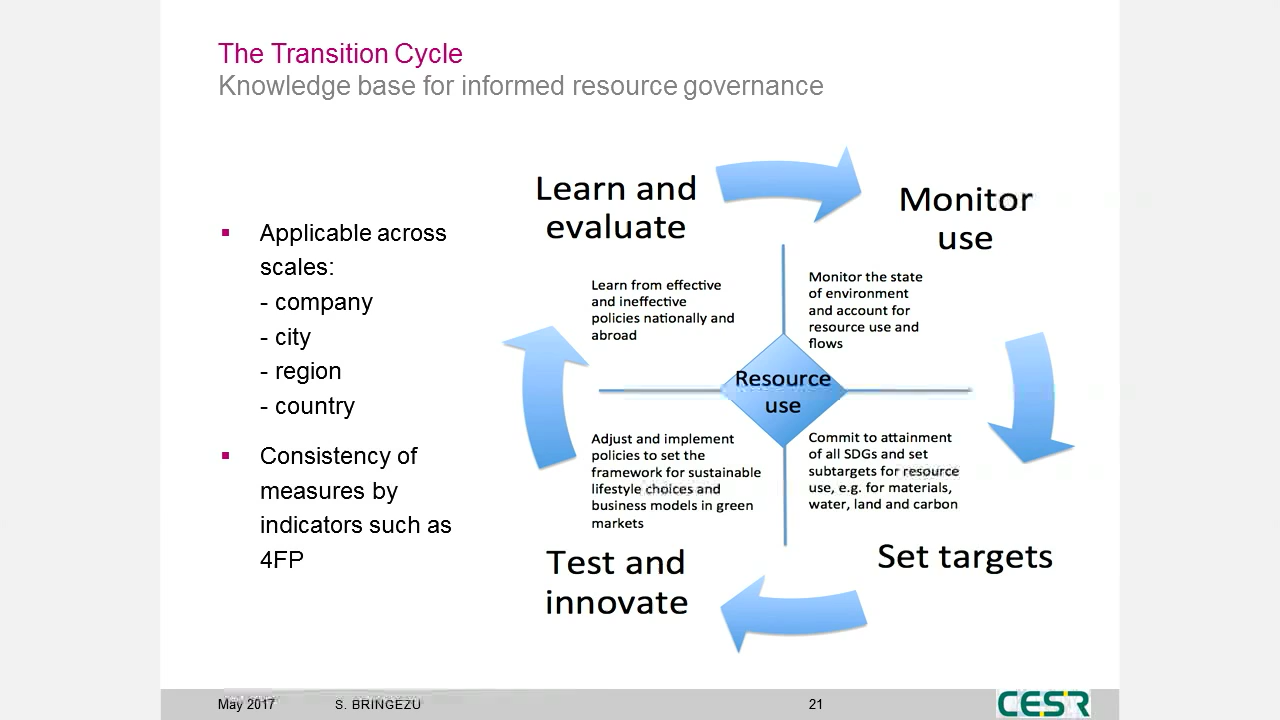 The Transition Cycle
Knowledge base for informed resource governance
▪ Applicable across
scales:
- company
- city
- region
- country
▪ Consistency of
measures by
indicators such as
4FP
Learn and
evaluate
Learn from effective
and ineffective
policies nationally and
abroad
Monitor
use
Monitor the state
of environment
and account for
resource use and
flows
Resource
use
Adjust and implement
policies to set the
framework for sustainable
lifestyle choices and
business models in green
markets
Test and
innovate
Commit to attainment
of all SDGs and set
subtargets for resource
use, e.g. for materials,
water, land and carbon
Set targets
May 2017 S. BRINGEZU 21 CESR